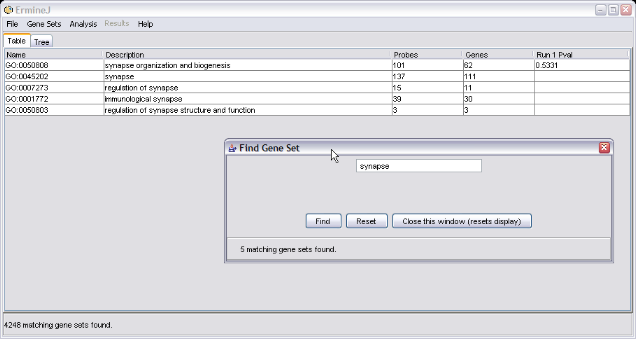 ErmineJ
File Gene Sets Analysis Results Help
Table Tree
Name Description Probes Genes Run 1 Pval
GO:0050808 synapse organization and biogenesis 101 62 0.5331
GO:0045202 synapse 137 111
GO:0007273 regulation of synapse 15 11
GO:0001772 immunological synapse 39 30
GO:0050803 regulation of synapse structure and function 3 3
Find Gene Set
synapse
Find Reset Close this window (resets display)
5 matching gene sets found.
4248 matching gene sets found.